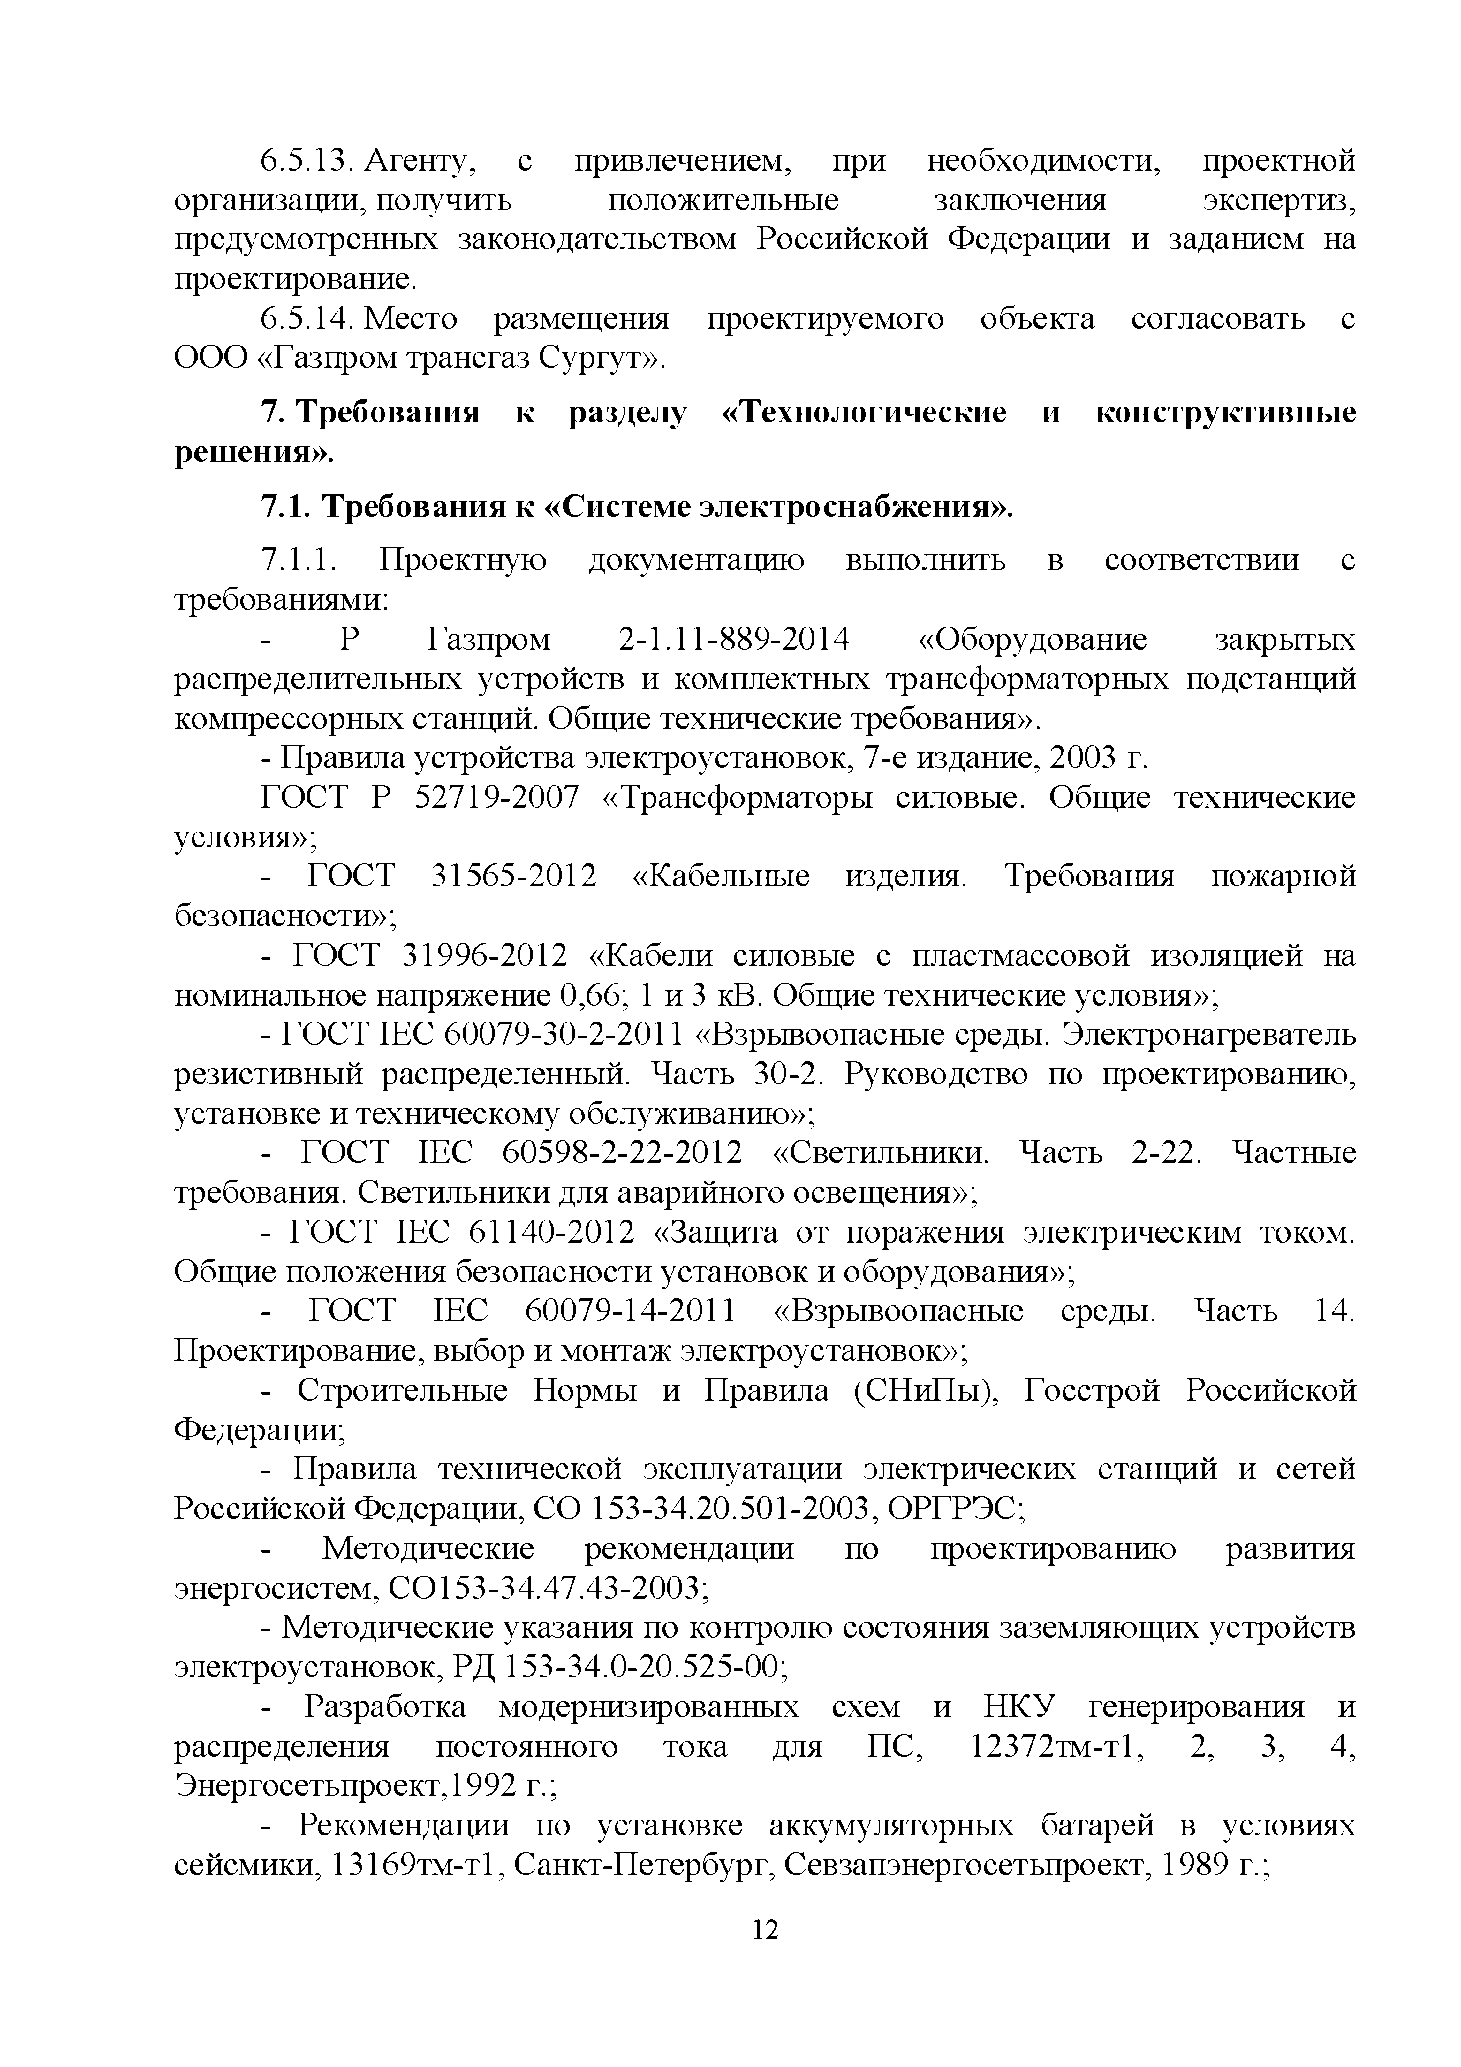 6.5.13. Агенту, с привлечением, при необходимости, проектной
организации, получить положительные заключения экспертиз,
предусмотренных законодательством Российской Федерации и заданием на
проектирование.
6.5.14. Место размещения проектируемого объекта согласовать с
ООО «Газпром трансгаз Сургут».
7. Требования к разделу «Технологические и конструктивные
решения».
7.1. Требования к «Системе электроснабжения».
7.1.1. Проектную документацию выполнить в соответствии с
требованиями:
- Р Газпром 2-1.11-889-2014 «Оборудование закрытых
распределительных устройств и комплектных трансформаторных подстанций
компрессорных станций. Общие технические требования».
- Правила устройства электроустановок, 7-е издание, 2003 г.
ГОСТ Р 52719-2007 «Трансформаторы силовые. Общие технические
условия»;
- ГОСТ 31565-2012 «Кабельные изделия. Требования пожарной
безопасности»;
- ГОСТ 31996-2012 «Кабели силовые с пластмассовой изоляцией на
номинальное напряжение 0,66; 1 и 3 кВ. Общие технические условия»;
- ГОСТ IEC 60079-30-2-2011 «Взрывоопасные среды. Электронагреватель
резистивный распределенный. Часть 30-2. Руководство по проектированию,
установке и техническому обслуживанию»;
- ГОСТ IEC 60598-2-22-2012 «Светильники. Часть 2-22. Частные
требования. Светильники для аварийного освещения»;
- ГОСТ IEC 61140-2012 «Защита от поражения электрическим током.
Общие положения безопасности установок и оборудования»;
- ГОСТ IEC 60079-14-2011 «Взрывоопасные среды. Часть 14.
Проектирование, выбор и монтаж электроустановок»;
- Строительные Нормы и Правила (СНиПы), Госстрой Российской
Федерации;
- Правила технической эксплуатации электрических станций и сетей
Российской Федерации, СО 153-34.20.501-2003, ОРГРЭС;
- Методические рекомендации по проектированию развития
энергосистем, СО153-34.47.43-2003;
- Методические указания по контролю состояния заземляющих устройств
электроустановок, РД 153-34.0-20.525-00;
- Разработка модернизированных схем и НКУ генерирования и
распределения постоянного тока для ПС, 12372тм-т1, 2, 3, 4,
Энергосетьпроект,1992 г.;
- Рекомендации по установке аккумуляторных батарей в условиях
сейсмики, 13169тм-т1, Санкт-Петербург, Севзапэнергосетьпроект, 1989 г.;
12